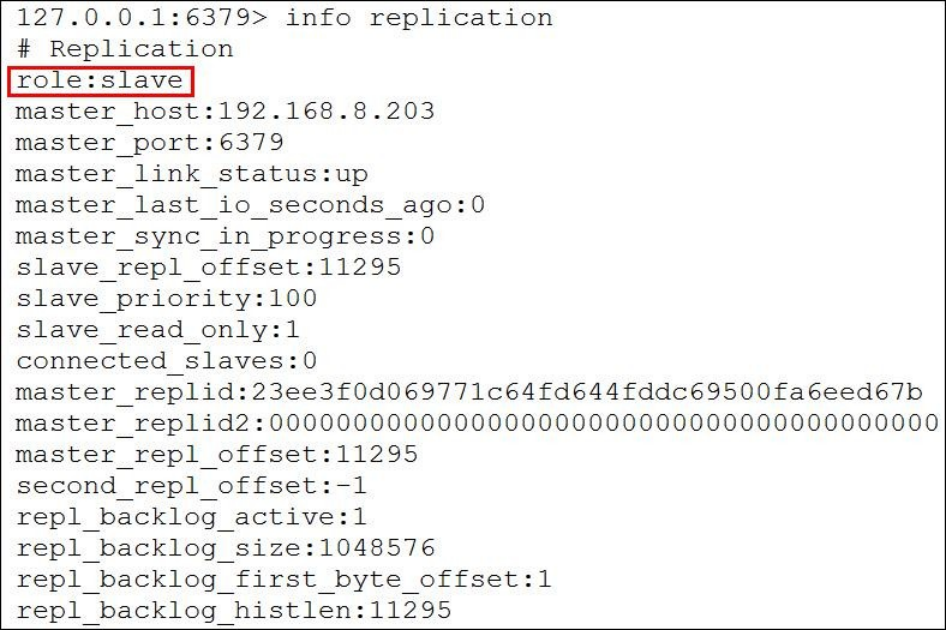 127.0.0.1:6379> info replication
# Replication
role:slave
master_host:192.168.8.203
master_port:6379
master_link_status:up
master_last_io_seconds_ago:0
master_sync_in_progress:0
slave_repl_offset:11295
slave_priority:100
slave_read_only:1
connected_slaves:0
master_replid:23ee3f0d069771c64fd644fddc69500fa6eed67b
master_replid2:0000000000000000000000000000000000000000
master_repl_offset:11295
second_repl_offset:-1
repl_backlog_active:1
repl_backlog_size:1048576
repl_backlog_first_byte_offset:1
repl_backlog_histlen:11295